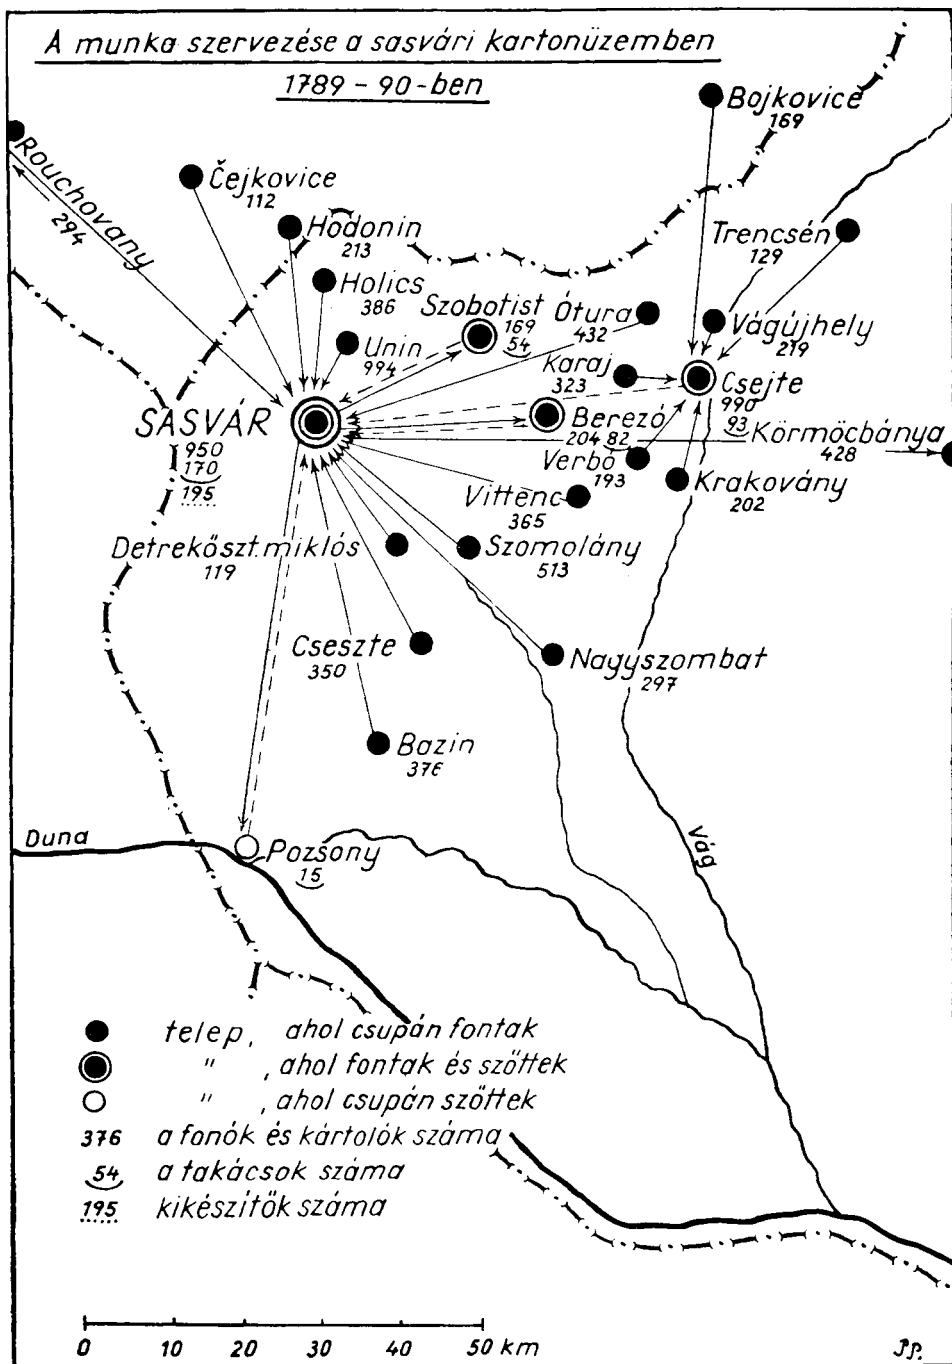 A munka szervezése a sasvári kartonüzemben
1789 - 90-ben
Bojkovice
169
Rouchovany
294
Čejkovice
112
Hodonin
213
Trencsén
129
Holics
386
Szobotist
169
54
Ótura
432
Vágújhely
219
Unin
994
Karaj
323
Csejte
990
93
SASVÁR
950
170
195
Berezó
204 82
Körmöcbánya
428
Verbó
193
Vittenc
365
Krakovány
202
Detrekőszt.miklós
119
Szomolány
513
Cseszte
350
Nagyszombat
297
Bazin
376
Duna
Pozsony
15
Vág
telep, ahol csupán fontak
" , ahol fontak és szőttek
" , ahol csupán szőttek
376 a fonók és kártolók száma
54 a takácsok száma
195 kikészítők száma
0 10 20 30 40 50 km